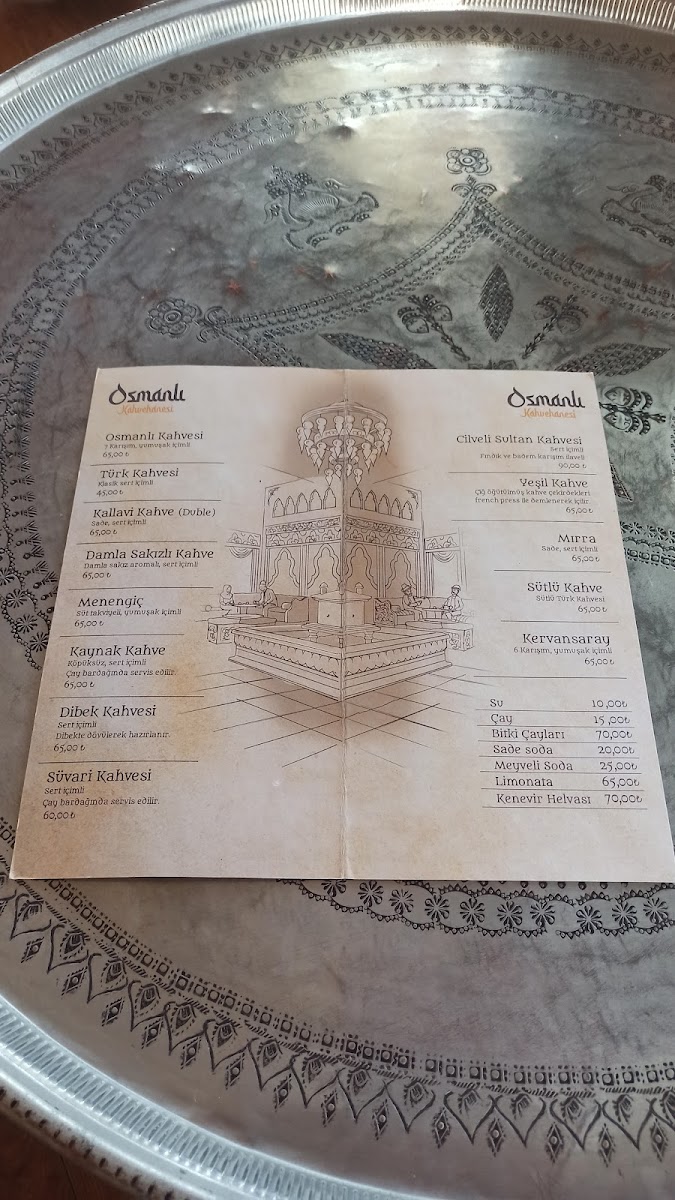 Osmanlı
Kahvehanesi
Osmanlı Kahvesi
7 Karışım, yumuşak içimli
65,00 ₺
Türk Kahvesi
Klasik sert içimli
45,00 ₺
Kallavi Kahve (Duble)
Sade, sert içimli
65,00 ₺
Damla Sakızlı Kahve
Damla sakız aromalı, sert içimli
65,00 ₺
Menengiç
Süt takviyeli, yumuşak içimli
65,00 ₺
Kaynak Kahve
Köpüksüz, sert içimli
Çay bardağında servis edilir.
65,00 ₺
Dibek Kahvesi
Sert içimli
Dibekte dövülerek hazırlanır.
65,00 ₺
Süvari Kahvesi
Sert içimli
Çay bardağında servis edilir.
60,00 ₺
Osmanlı
Kahvehanesi
Cilveli Sultan Kahvesi
Sert içimli
Fındık ve badem karışım ilaveli
90,00 ₺
Yeşil Kahve
Çiğ öğütülmüş kahve çekirdekleri
french press ile demlenerek içilir.
65,00 ₺
Mırra
Sade, sert içimli
65,00 ₺
Sütlü Kahve
Sütlü Türk Kahvesi
65,00 ₺
Kervansaray
6 Karışım, yumuşak içimli
65,00 ₺
Su 10,00₺
Çay 15,00₺
Bitki Çayları 70,00₺
Sade soda 20,00₺
Meyveli Soda 25,00₺
Limonata 65,00₺
Kenevir Helvası 70,00₺